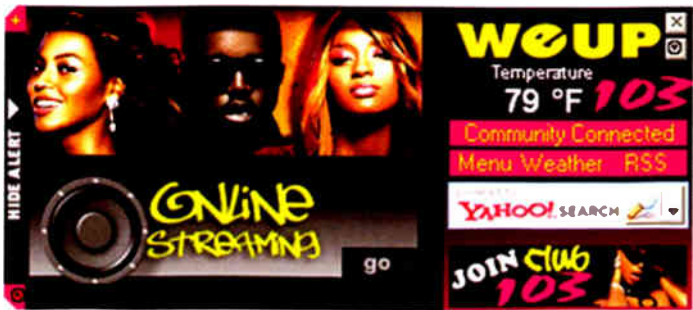 HIDE ALERT
ONLINE
STREAMING
go
WEUP
Temperature
79 °F 103
Community Connected
Menu Weather RSS
YAHOO! SEARCH
JOIN CLUB
103